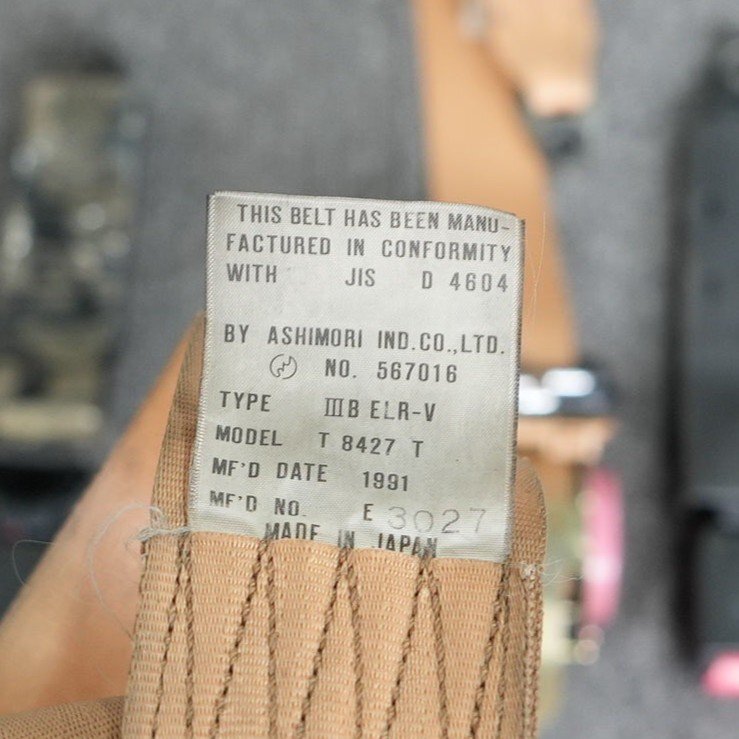 THIS BELT HAS BEEN MANU-
FACTURED IN CONFORMITY
WITH JIS D 4604
BY ASHIMORI IND.CO.,LTD.
NO. 567016
TYPE ⅢB ELR-V
MODEL T 8427 T
MF'D DATE 1991
MF'D NO. E 3027
MADE IN JAPAN